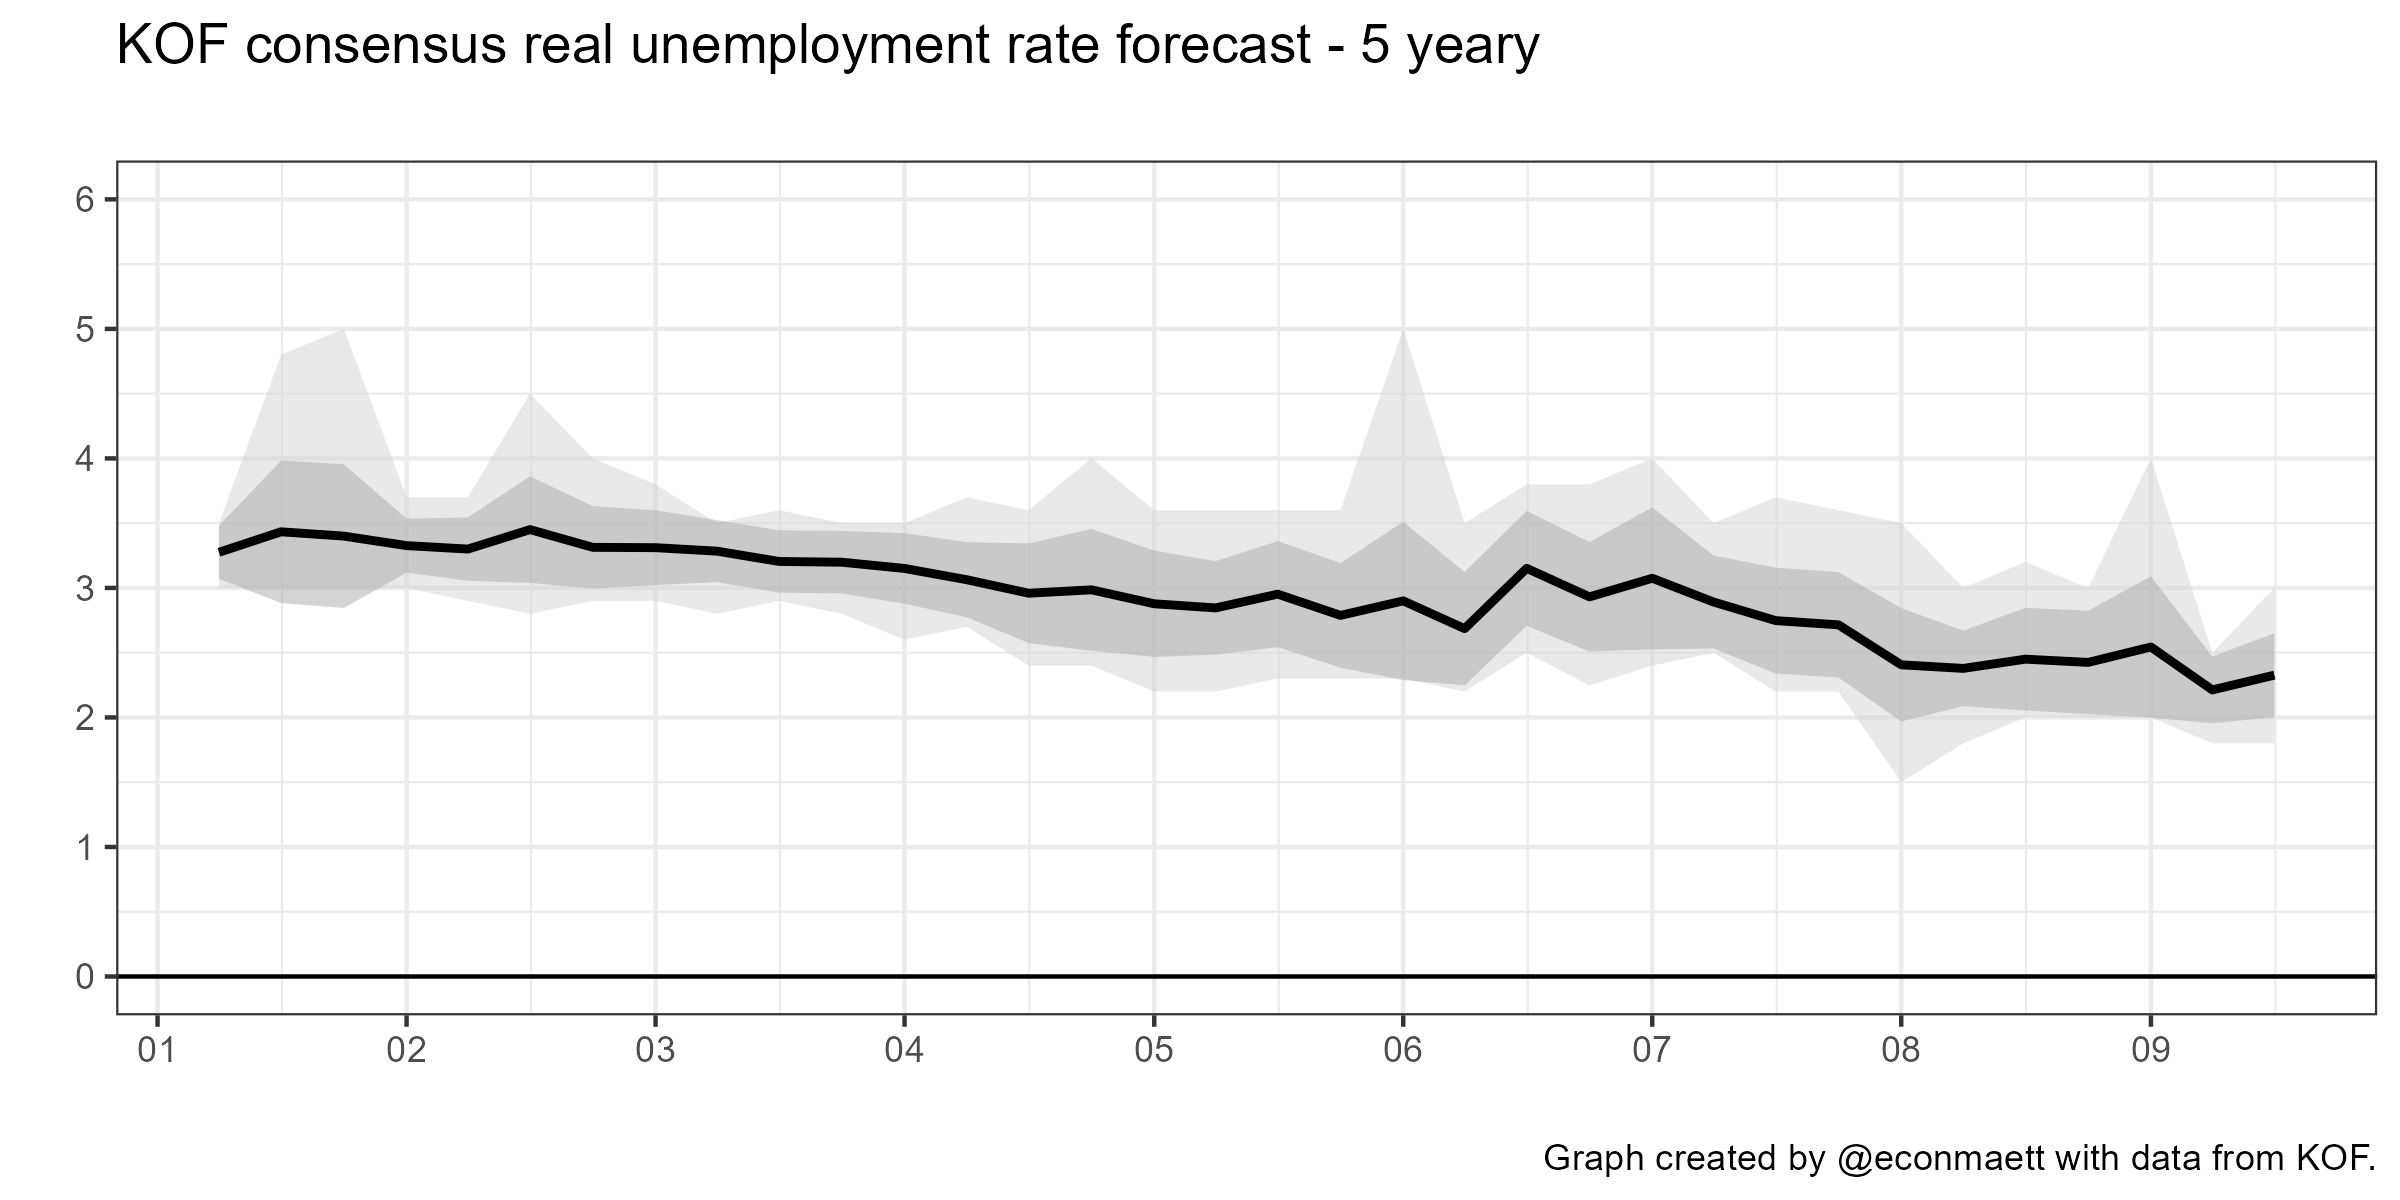 KOF consensus real unemployment rate forecast - 5 yeary
6
5
4
3
2
1
0
01 02 03 04 05 06 07 08 09
Graph created by @econmaett with data from KOF.